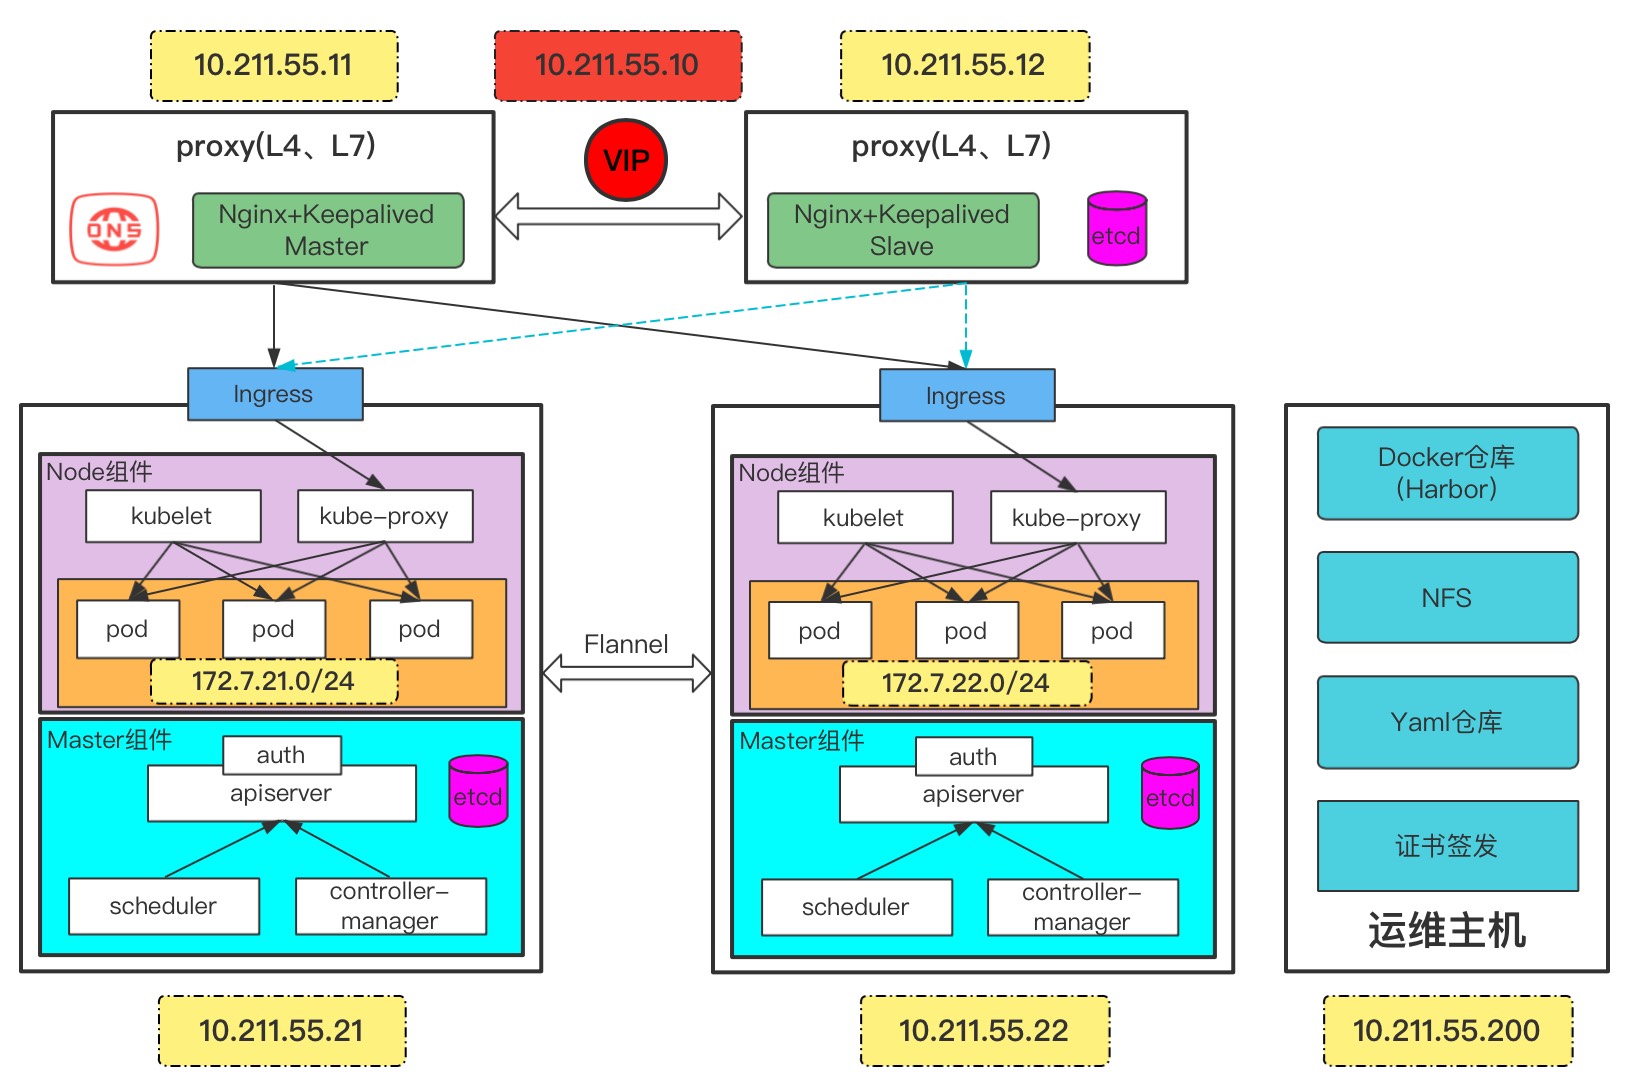 10.211.55.11
10.211.55.10
10.211.55.12
proxy(L4、L7)
VIP
proxy(L4、L7)
DNS
Nginx+Keepalived
Master
Nginx+Keepalived
Slave
etcd
Ingress
Ingress
Node组件
kubelet
kube-proxy
pod
pod
pod
172.7.21.0/24
Master组件
auth
apiserver
etcd
scheduler
controller-
manager
Flannel
Node组件
kubelet
kube-proxy
pod
pod
pod
172.7.22.0/24
Master组件
auth
apiserver
etcd
scheduler
controller-
manager
Docker仓库
(Harbor)
NFS
Yaml仓库
证书签发
运维主机
10.211.55.21
10.211.55.22
10.211.55.200